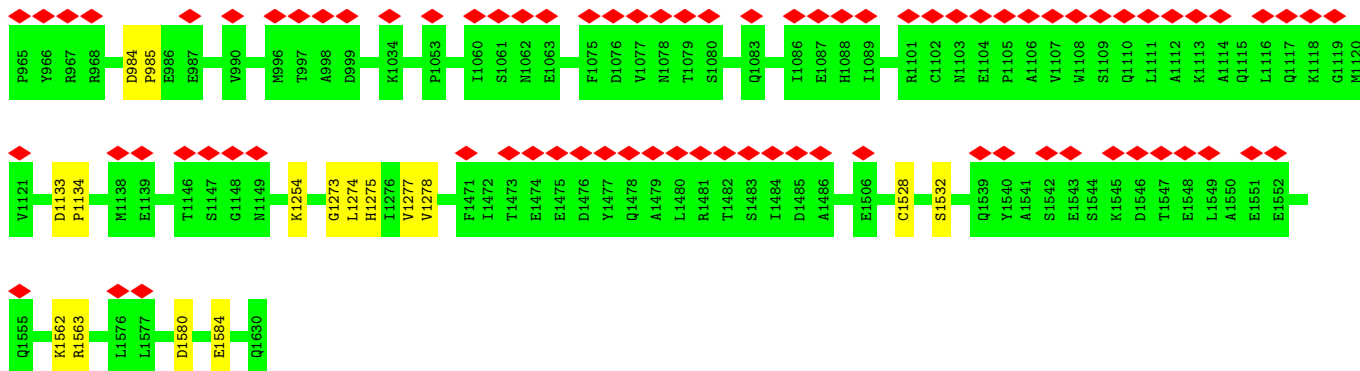 P965 Y966 R967 R968 D984 P985 E986 E987 V990 M996 T997 A998 D999 K1034 P1053 I1060 S1061 N1062 E1063 F1075 D1076 V1077 N1078 T1079 S1080 Q1083 I1086 E1087 H1088 I1089 R1101 C1102 N1103 E1104 P1105 A1106 V1107 W1108 S1109 Q1110 L1111 A1112 K1113 A1114 Q1115 L1116 Q1117 K1118 G1119 M1120
V1121 D1133 P1134 M1138 E1139 T1146 S1147 G1148 N1149 K1254 G1273 L1274 H1275 I1276 V1277 V1278 F1471 I1472 T1473 E1474 E1475 D1476 Y1477 Q1478 A1479 L1480 R1481 T1482 S1483 I1484 D1485 A1486 E1506 C1528 S1532 Q1539 Y1540 A1541 S1542 E1543 S1544 K1545 D1546 T1547 E1548 L1549 A1550 E1551 E1552
Q1555 K1562 R1563 L1576 L1577 D1580 E1584 Q1630